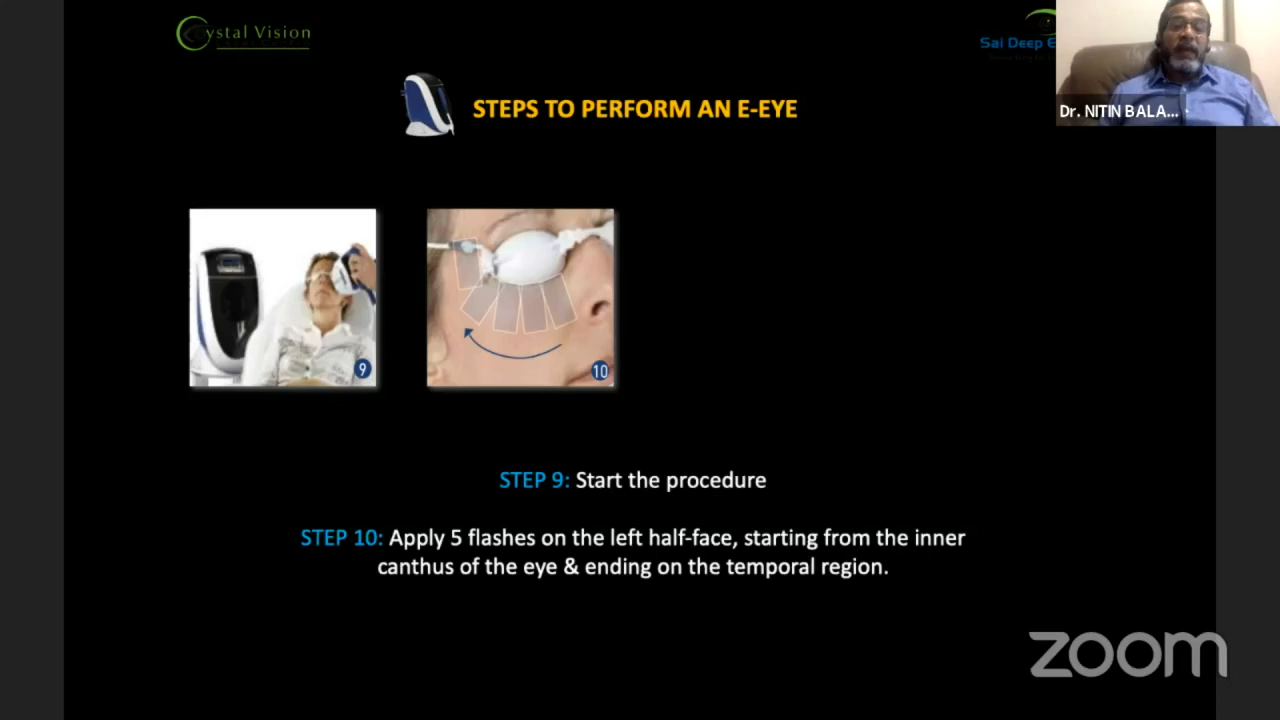 ystal Vision
Sai Deep E
Dr. NITIN BALA...
STEPS TO PERFORM AN E-EYE
9
10
STEP 9: Start the procedure
STEP 10: Apply 5 flashes on the left half-face, starting from the inner
canthus of the eye & ending on the temporal region.
zoom